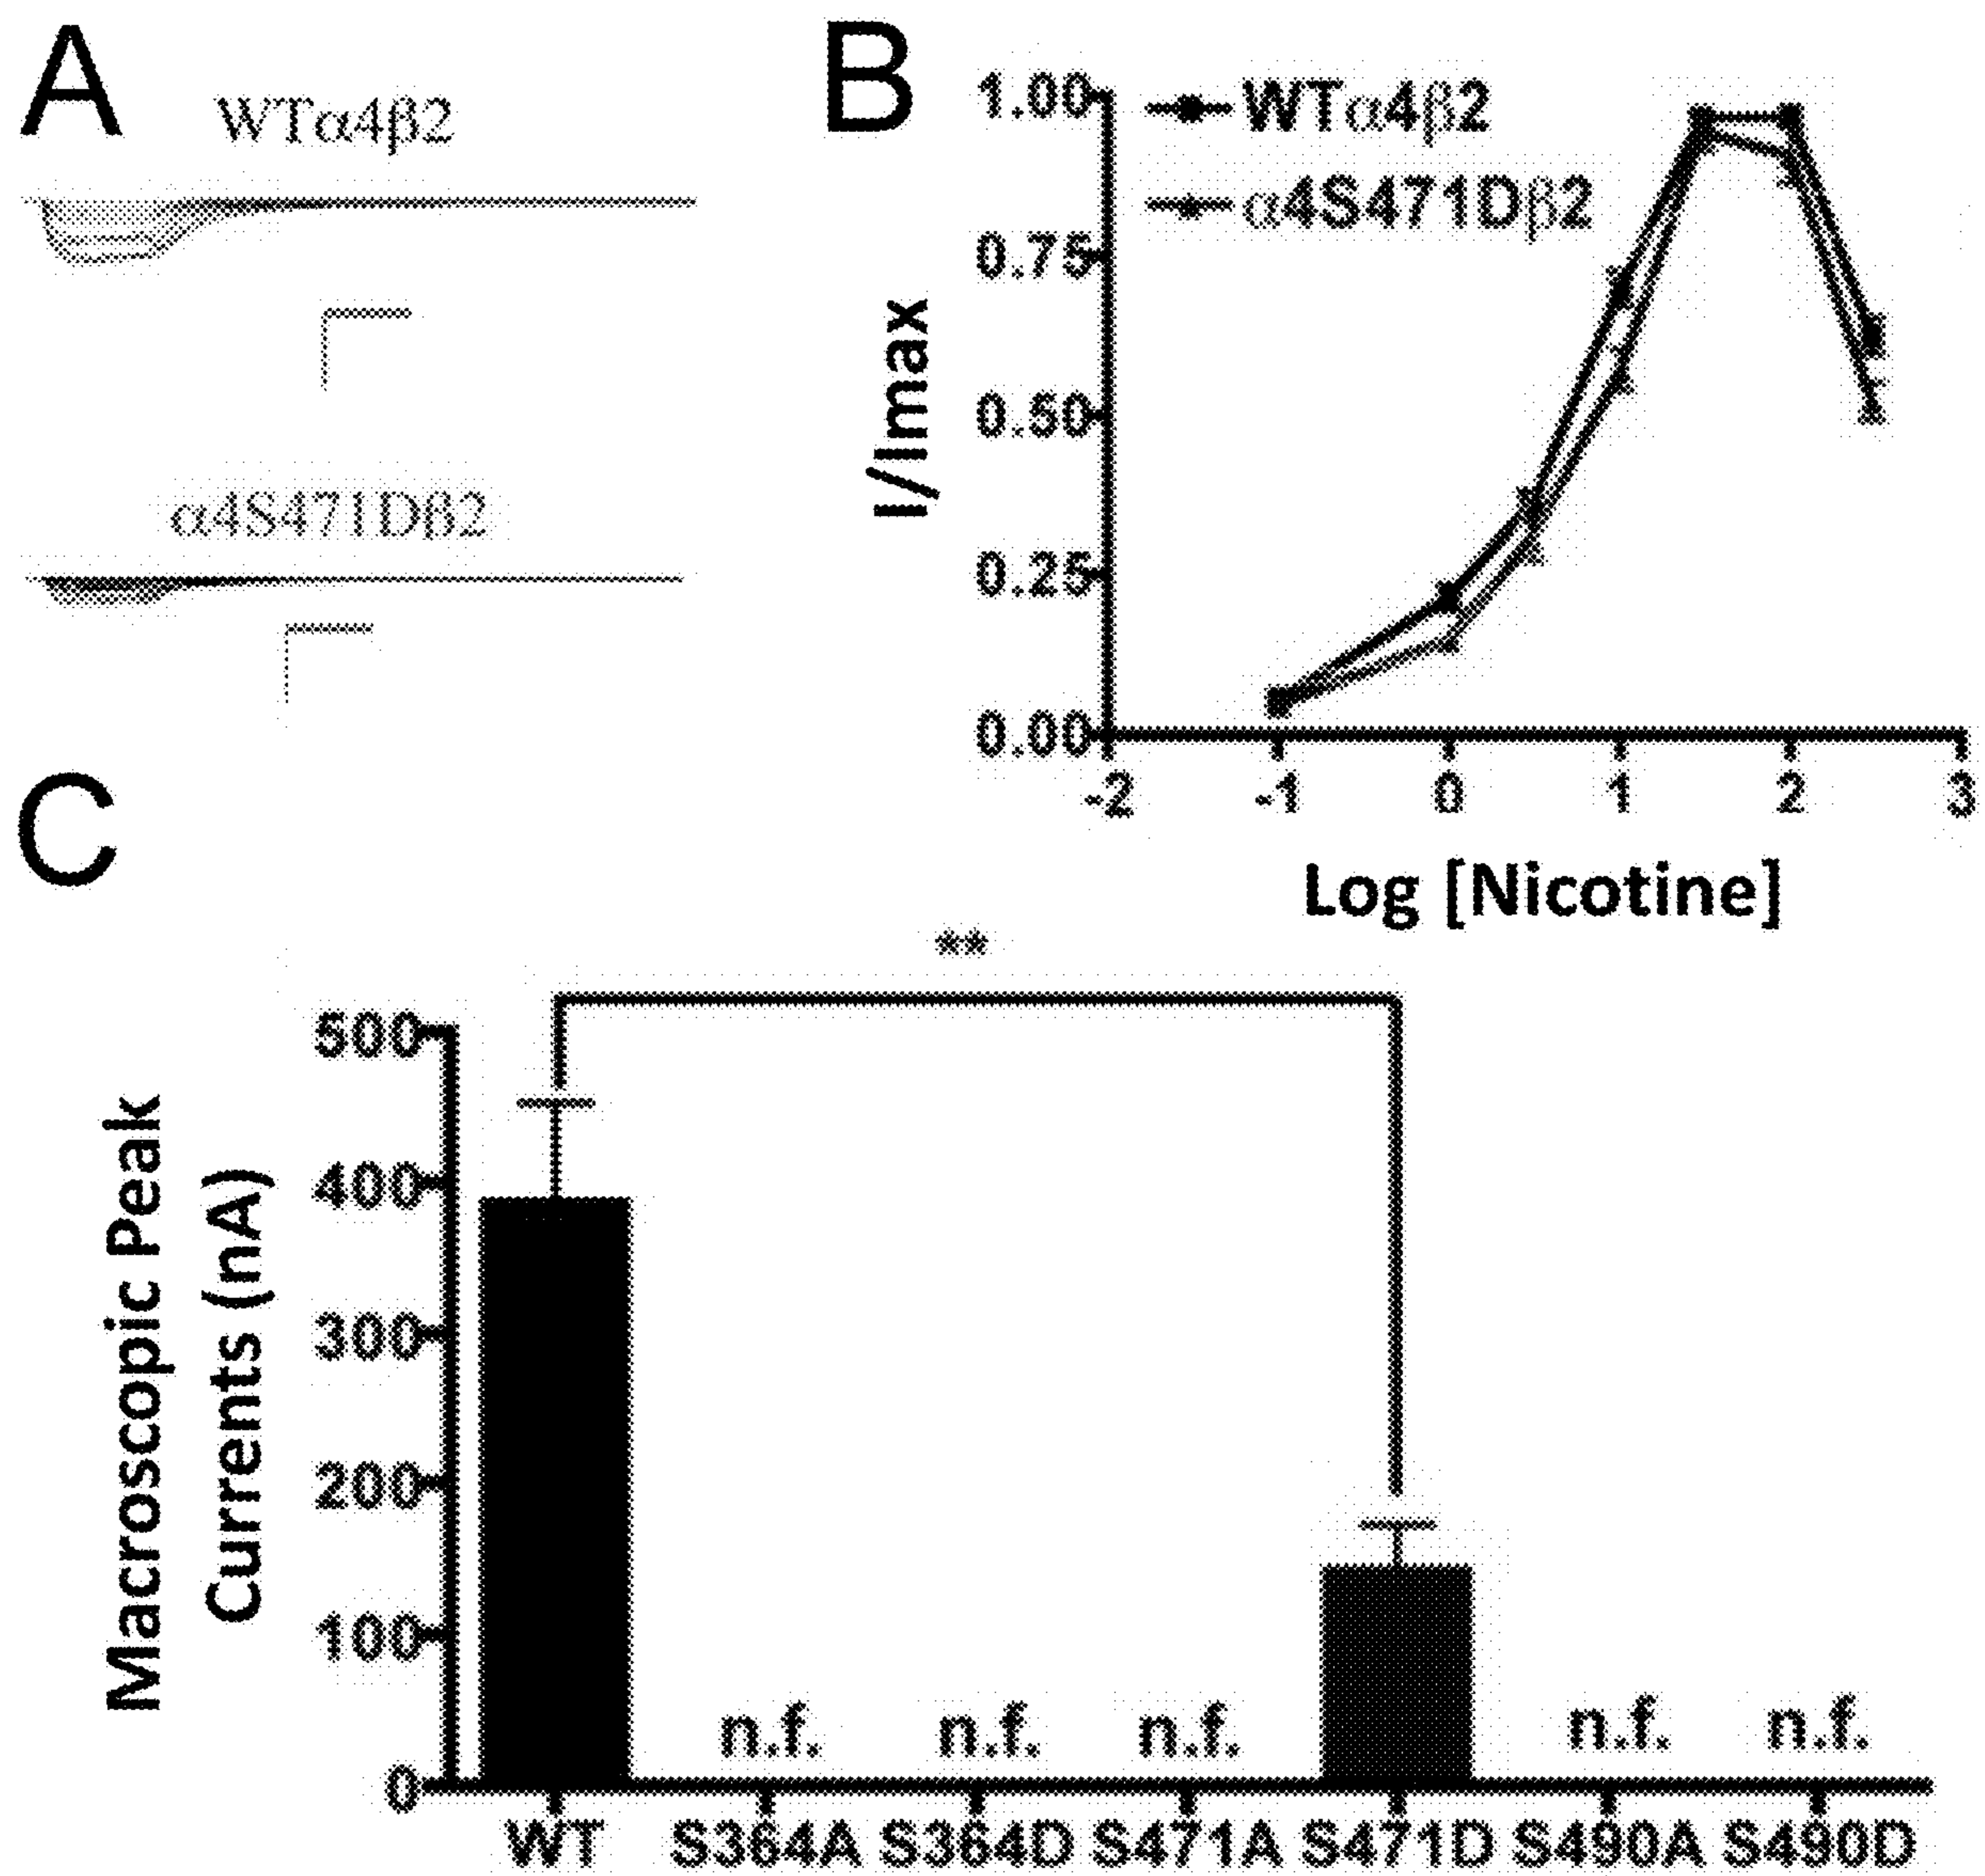 A
WTα4β2
α4S471Dβ2
B
1.00
0.75
0.50
0.25
0.00
I/Imax
WTα4β2
α4S471Dβ2
-2 -1 0 1 2 3
Log [Nicotine]
C
**
Macroscopic Peak
Currents (nA)
500
400
300
200
100
0
n.f. n.f. n.f. n.f. n.f.
WT S364A S364D S471A S471D S490A S490D